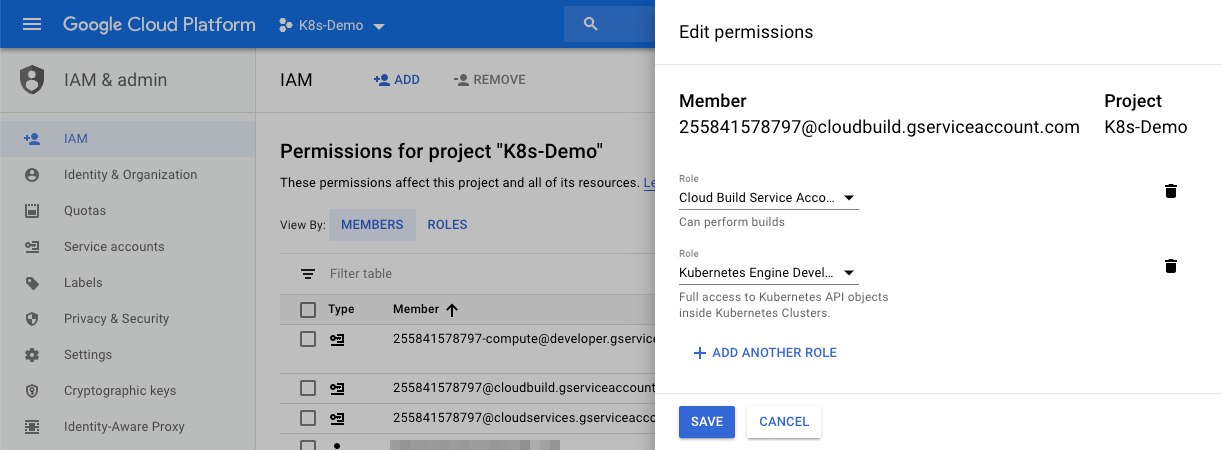 Google Cloud Platform
K8s-Demo
IAM & admin
IAM
Identity & Organization
Quotas
Service accounts
Labels
Privacy & Security
Settings
Cryptographic keys
Identity-Aware Proxy
IAM
ADD
REMOVE
Permissions for project "K8s-Demo"
These permissions affect this project and all of its resources. Le
View By: MEMBERS ROLES
Filter table
Type Member
255841578797-compute@developer.gservice
255841578797@cloudbuild.gserviceaccount
255841578797@cloudservices.gserviceacco
Edit permissions
Member Project
255841578797@cloudbuild.gserviceaccount.com K8s-Demo
Role
Cloud Build Service Acco...
Can perform builds
Role
Kubernetes Engine Devel...
Full access to Kubernetes API objects
inside Kubernetes Clusters.
ADD ANOTHER ROLE
SAVE CANCEL